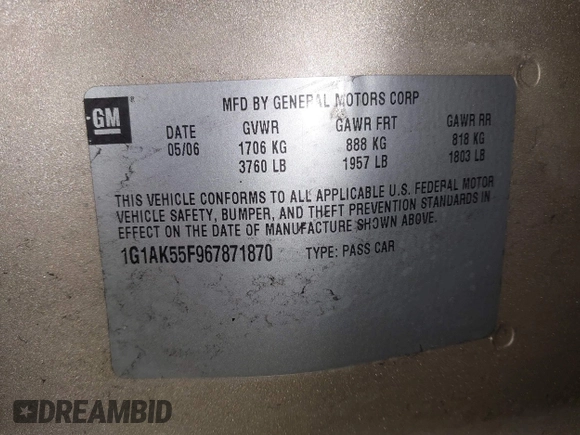 GM
MFD BY GENERAL MOTORS CORP
DATE GVWR GAWR FRT GAWR RR
05/06 1706 KG 888 KG 818 KG
3760 LB 1957 LB 1803 LB
THIS VEHICLE CONFORMS TO ALL APPLICABLE U.S. FEDERAL MOTOR
VEHICLE SAFETY, BUMPER, AND THEFT PREVENTION STANDARDS IN
EFFECT ON THE DATE OF MANUFACTURE SHOWN ABOVE.
1G1AK55F967871870 TYPE: PASS CAR
DREAMBID